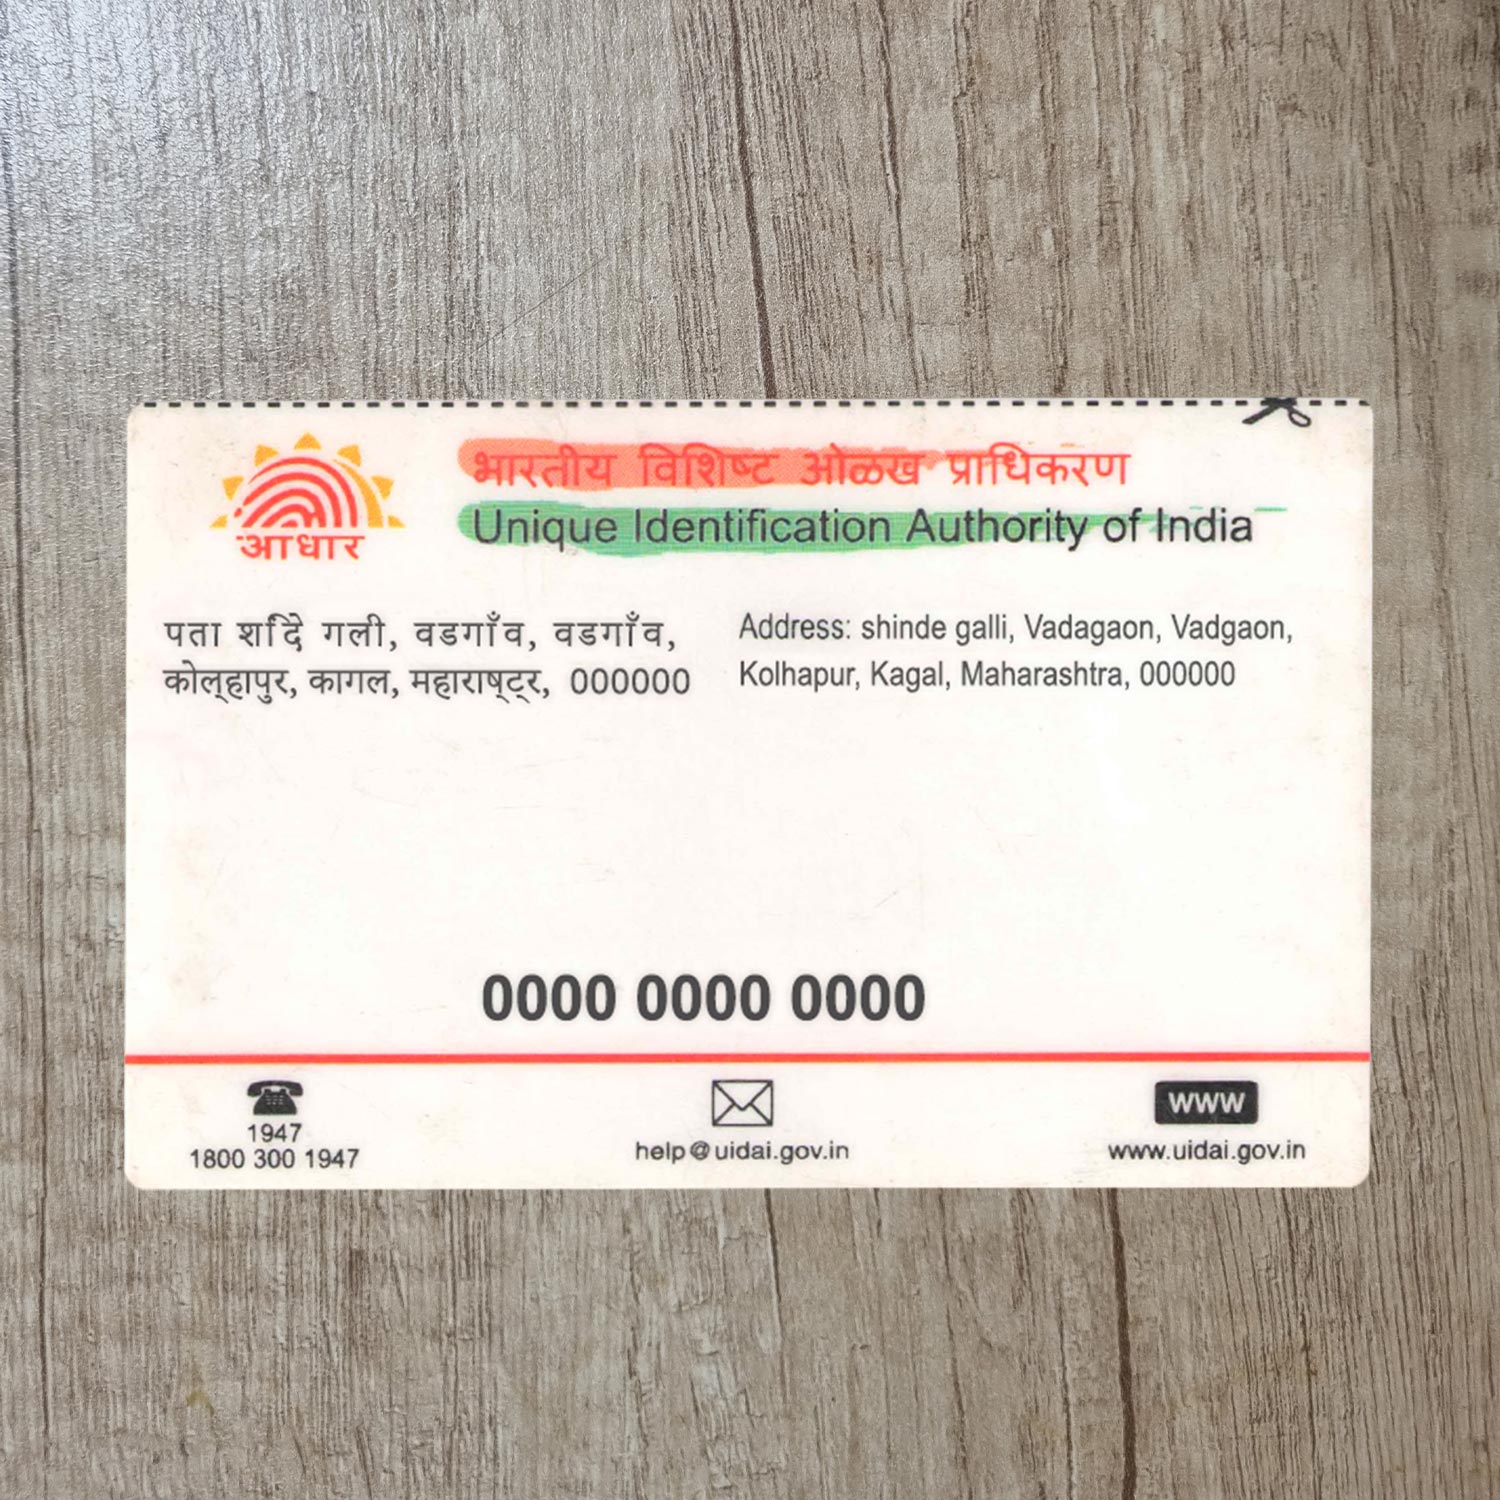 आधार
भारतीय विशिष्ट ओळख प्राधिकरण
Unique Identification Authority of India
पता शदिे गली, वडगाँव, वडगाँव,
कोल्हापुर, कागल, महाराष्ट्र, 000000
Address: shinde galli, Vadagaon, Vadgaon,
Kolhapur, Kagal, Maharashtra, 000000
0000 0000 0000
1947
1800 300 1947
help@uidai.gov.in
WWW
www.uidai.gov.in